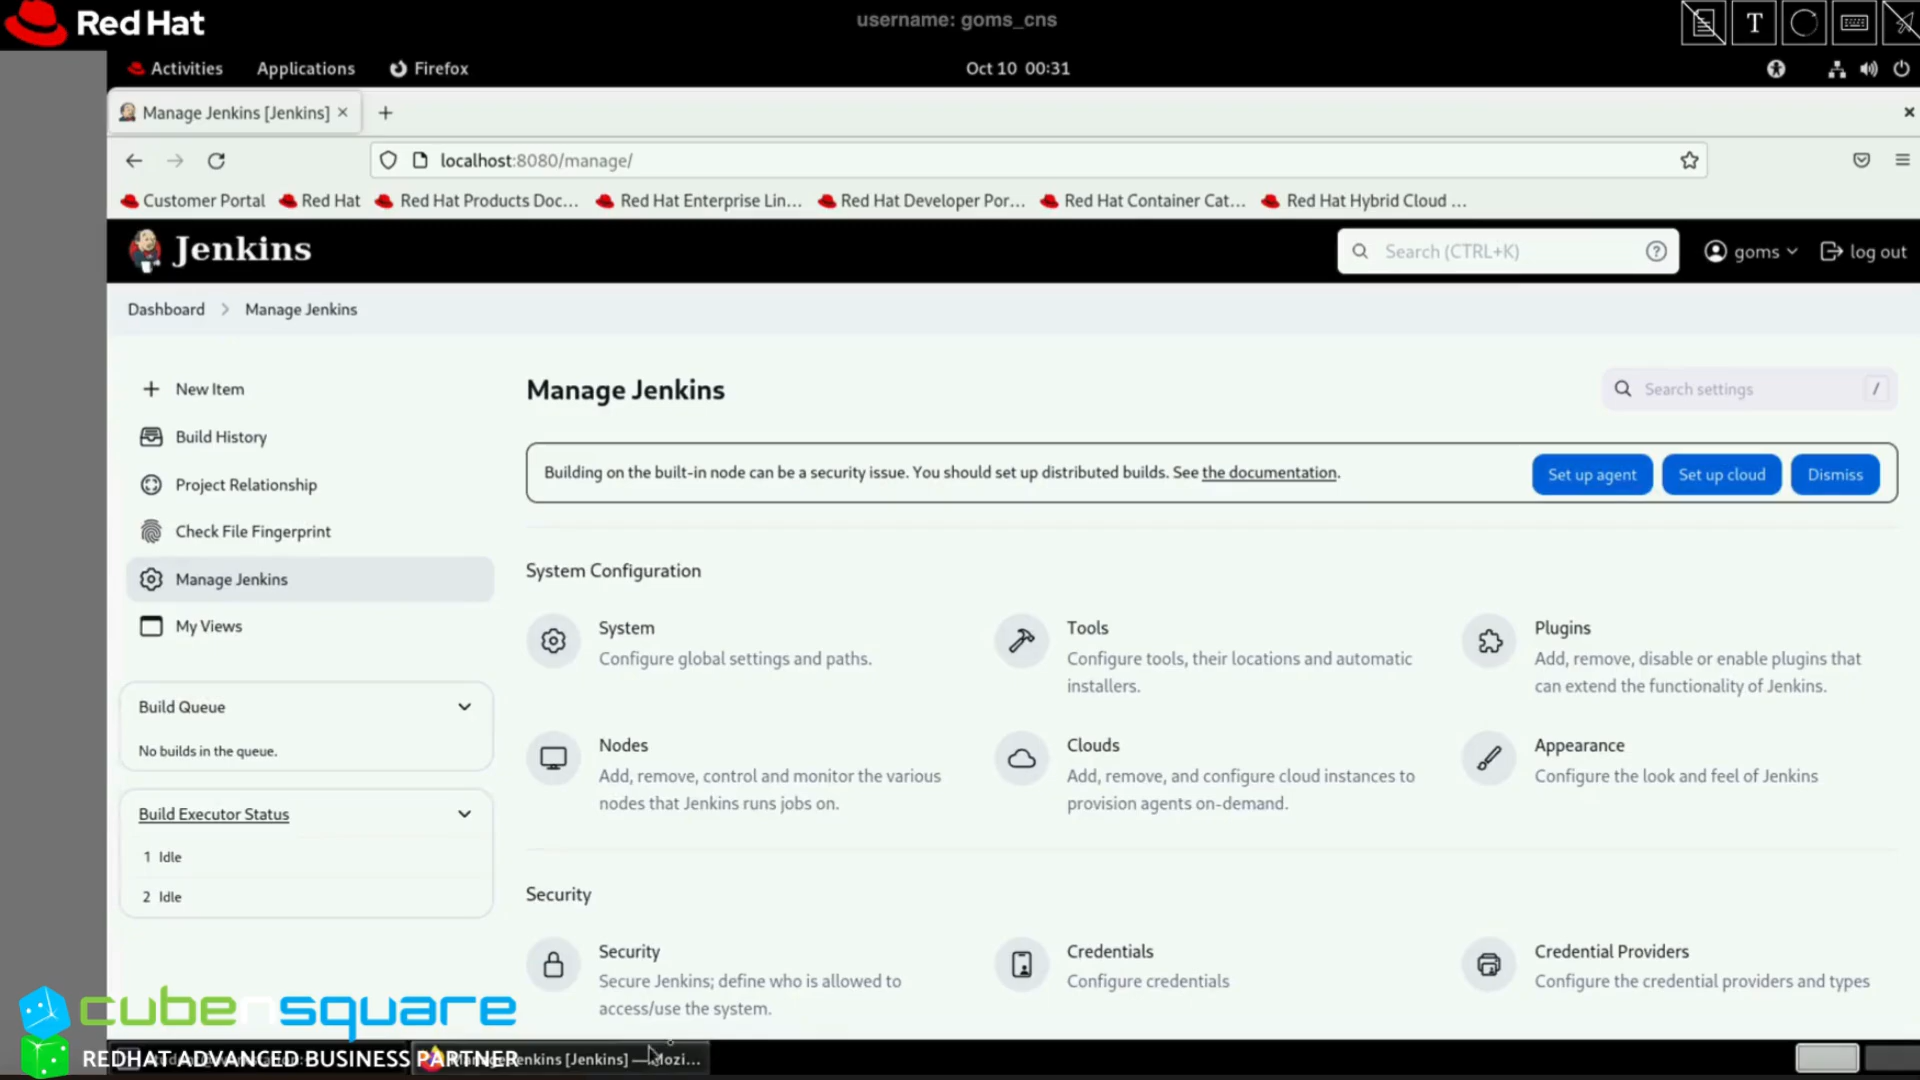 Red Hat
username: goms_cns
T
Activities Applications Firefox Oct 10 00:31
Manage Jenkins [Jenkins]
localhost:8080/manage/
Customer Portal Red Hat Red Hat Products Doc... Red Hat Enterprise Lin... Red Hat Developer Por... Red Hat Container Cat... Red Hat Hybrid Cloud ...
Jenkins Search (CTRL+K) goms log out
Dashboard Manage Jenkins
New Item
Build History
Project Relationship
Check File Fingerprint
Manage Jenkins
My Views
Build Queue
No builds in the queue.
Build Executor Status
1 Idle
2 Idle
Manage Jenkins
Search settings /
Building on the built-in node can be a security issue. You should set up distributed builds. See the documentation.
Set up agent Set up cloud Dismiss
System Configuration
System
Configure global settings and paths.
Tools
Configure tools, their locations and automatic
installers.
Plugins
Add, remove, disable or enable plugins that
can extend the functionality of Jenkins.
Nodes
Add, remove, control and monitor the various
nodes that Jenkins runs jobs on.
Clouds
Add, remove, and configure cloud instances to
provision agents on-demand.
Appearance
Configure the look and feel of Jenkins
Security
Security
Secure Jenkins; define who is allowed to
access/use the system.
Credentials
Configure credentials
Credential Providers
Configure the credential providers and types
cubensquare
REDHAT ADVANCED BUSINESS PARTNER
[Jenkins] —